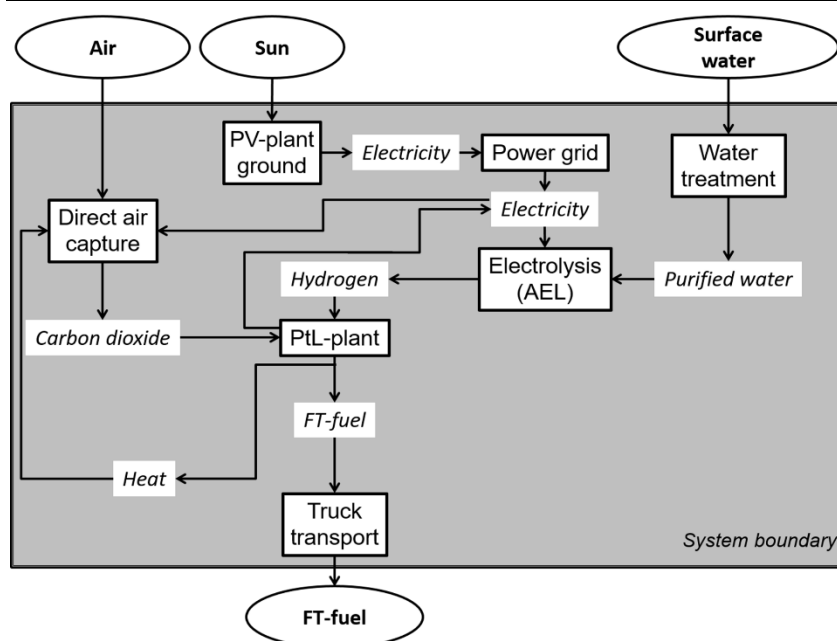 Air
Sun
Surface
water
PV-plant
ground
Electricity
Power grid
Water
treatment
Direct air
capture
Electricity
Hydrogen
Electrolysis
(AEL)
Purified water
Carbon dioxide
PtL-plant
FT-fuel
Heat
Truck
transport
System boundary
FT-fuel